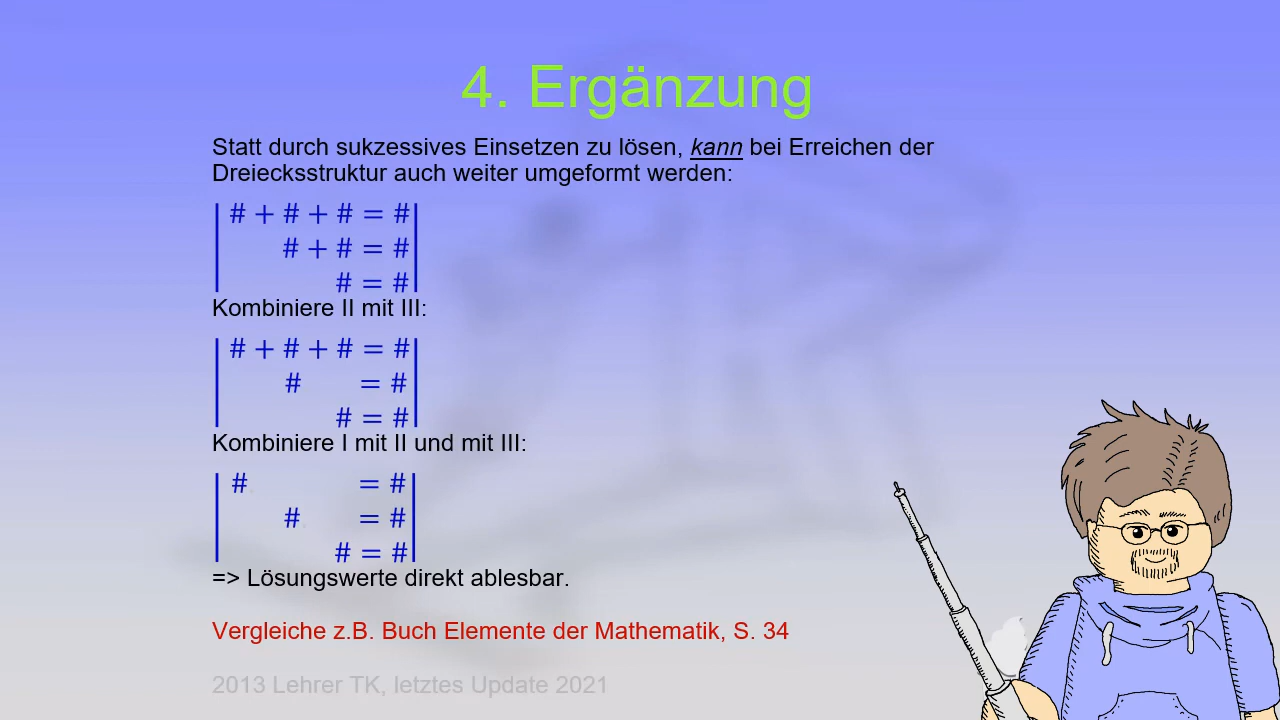 4. Ergänzung
Statt durch sukzessives Einsetzen zu lösen, kann bei Erreichen der
Dreiecksstruktur auch weiter umgeformt werden:
| # + # + # = # |
| # + # = # |
| # = # |
Kombiniere II mit III:
| # + # + # = # |
| # = # |
| # = # |
Kombiniere I mit II und mit III:
| # = # |
| # = # |
| # = # |
=> Lösungswerte direkt ablesbar.
Vergleiche z.B. Buch Elemente der Mathematik, S. 34
2013 Lehrer TK, letztes Update 2021